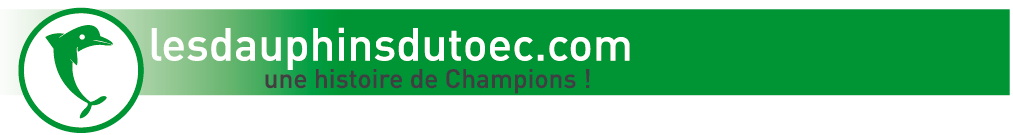 lesdauphinsdutoec.com
une histoire de Champions !